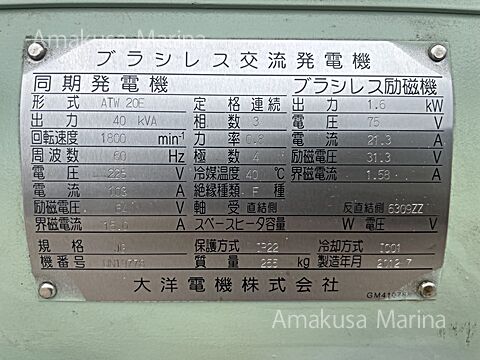 Amakusa Marina
ブラシレス交流発電機
同期発電機 ブラシレス励磁機
形式 ATW 20E 定格 連続 出力 1.6 kW
出力 40 kVA 相数 3 電圧 75 V
回転速度 1800 min⁻¹ 力率 0.8 電流 21.3 A
周波数 60 Hz 極数 4 界磁電圧 31.3 V
電圧 225 V 冷媒温度 40 ℃ 界磁電流 1.58 A
電流 103 A 絶縁種類 F 種
励磁電圧 V 軸受 直結側 反直結側 6309ZZ
界磁電流 A スペースヒータ容量 W 電圧 V
規格 保護方式 IP22 冷却方式 IC01
機番号 質量 255 kg 製造年月 2012.7
大洋電機株式会社
Amakusa Marina